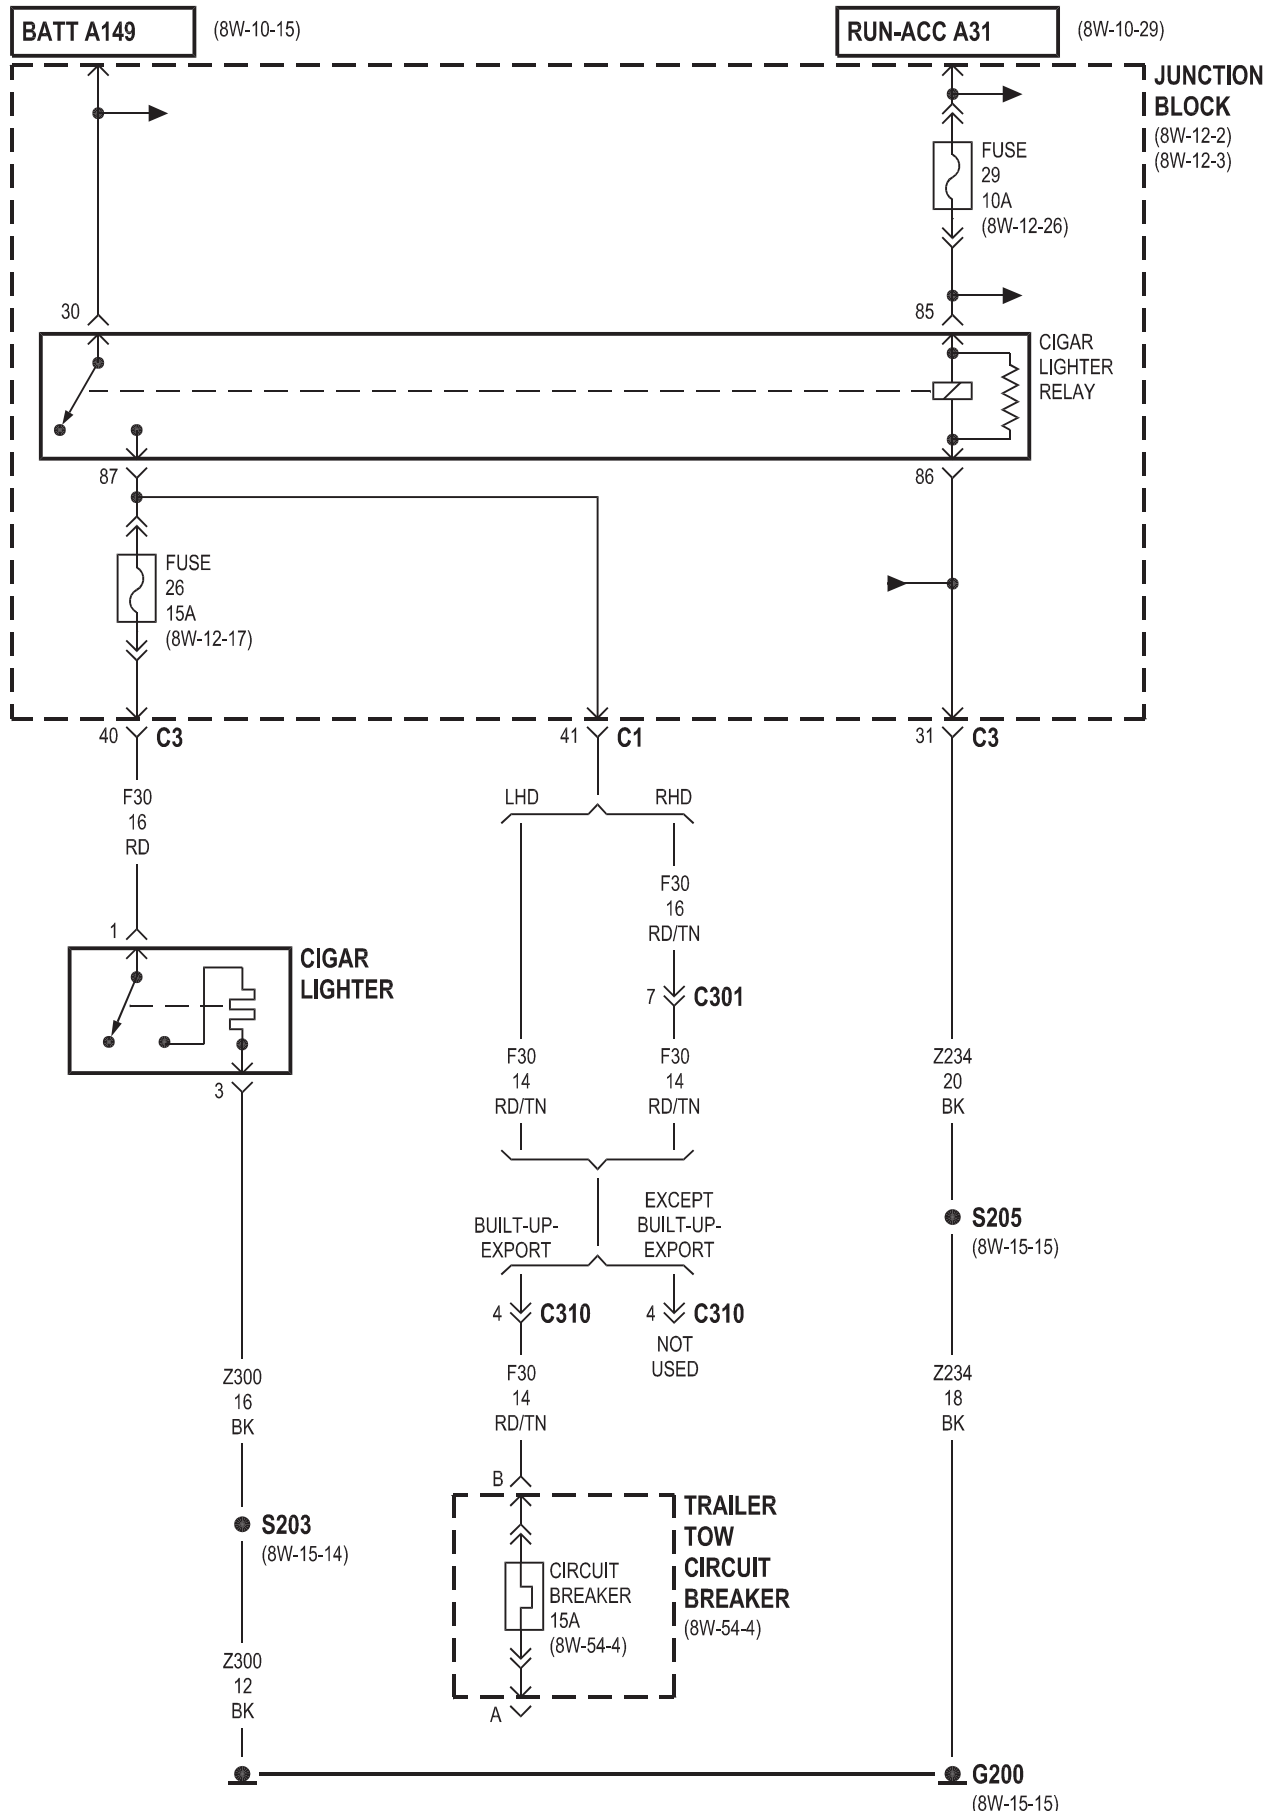 BATT A149
(8W-10-15)
RUN-ACC A31
(8W-10-29)
JUNCTION
BLOCK
(8W-12-2)
(8W-12-3)
FUSE
29
10A
(8W-12-26)
30
85
CIGAR
LIGHTER
RELAY
87
86
FUSE
26
15A
(8W-12-17)
40
C3
41
C1
31
C3
F30
16
RD
LHD
RHD
F30
16
RD/TN
1
CIGAR
LIGHTER
7
C301
3
F30
14
RD/TN
F30
14
RD/TN
Z234
20
BK
BUILT-UP-
EXPORT
EXCEPT
BUILT-UP-
EXPORT
S205
(8W-15-15)
4
C310
4
C310
NOT
USED
Z300
16
BK
F30
14
RD/TN
Z234
18
BK
B
TRAILER
TOW
CIRCUIT
BREAKER
(8W-54-4)
S203
(8W-15-14)
CIRCUIT
BREAKER
15A
(8W-54-4)
Z300
12
BK
A
G200
(8W-15-15)